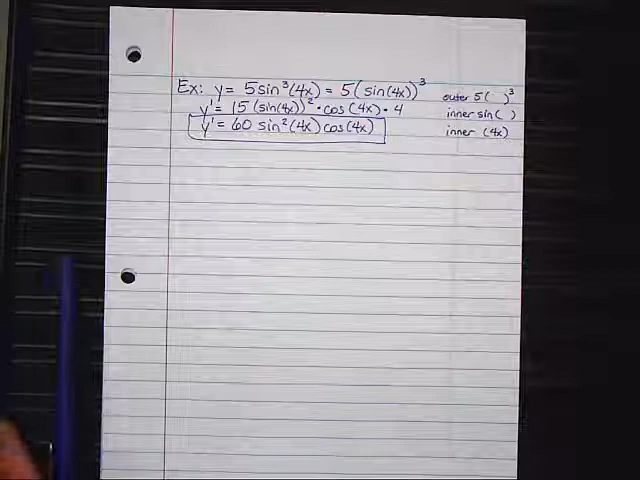 Ex: y = 5sin³(4x) = 5(sin(4x))³
outer 5( )³
y' = 15(sin(4x))² • cos(4x) • 4
inner sin( )
y' = 60 sin²(4x) cos(4x)
inner (4x)